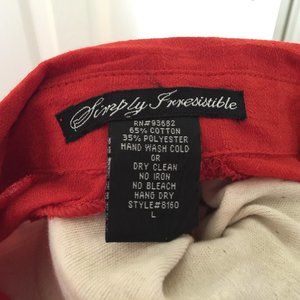 Simply Irresistible
RN#93682
65% COTTON
35% POLYESTER
HAND WASH COLD
OR
DRY CLEAN
NO IRON
NO BLEACH
HANG DRY
STYLE#8160
L